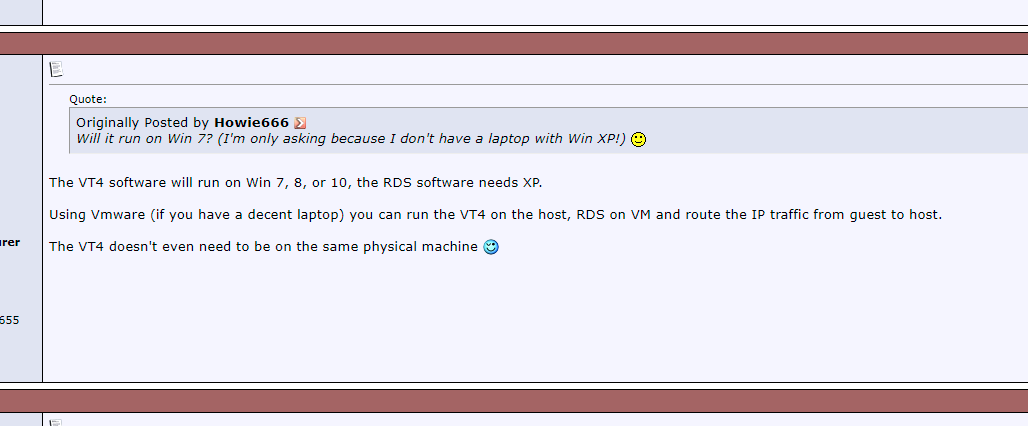 Quote:
Originally Posted by Howie666
Will it run on Win 7? (I'm only asking because I don't have a laptop with Win XP!)
The VT4 software will run on Win 7, 8, or 10, the RDS software needs XP.
Using Vmware (if you have a decent laptop) you can run the VT4 on the host, RDS on VM and route the IP traffic from guest to host.
urer
The VT4 doesn't even need to be on the same physical machine
655